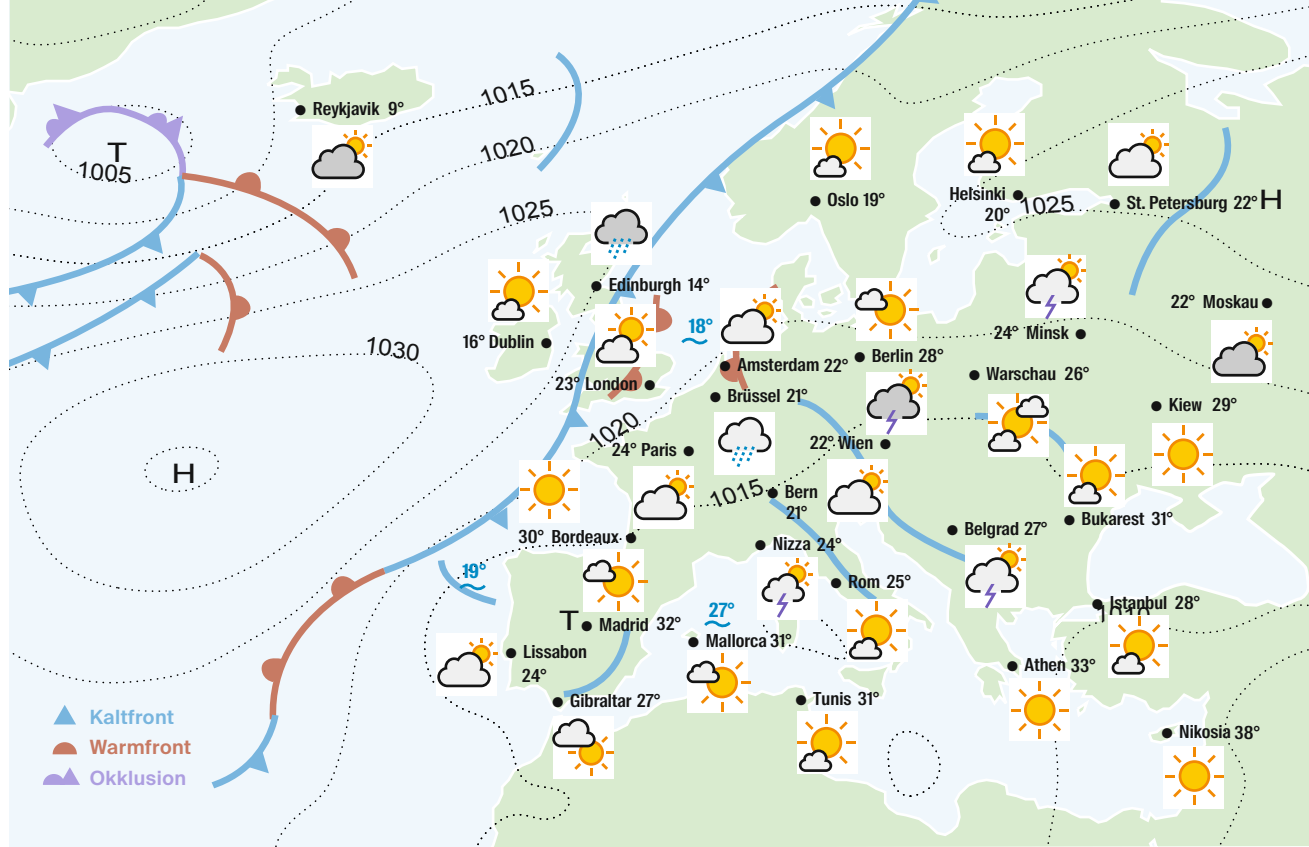 1015
Reykjavik 9°
T
1005
1020
Oslo 19°
Helsinki
20°
1025
1025
St. Petersburg 22°
H
Edinburgh 14°
22° Moskau
18°
16° Dublin
24° Minsk
1030
Berlin 28°
Amsterdam 22°
Warschau 26°
23° London
Brüssel 21°
Kiew 29°
1020
24° Paris
22° Wien
H
1015
Bern
21°
Bukarest 31°
30° Bordeaux
Belgrad 27°
Nizza 24°
19°
Rom 25°
Istanbul 28°
1010
27°
T
Madrid 32°
Mallorca 31°
Lissabon
24°
Athen 33°
Gibraltar 27°
Tunis 31°
Nikosia 38°
Kaltfront
Warmfront
Okklusion